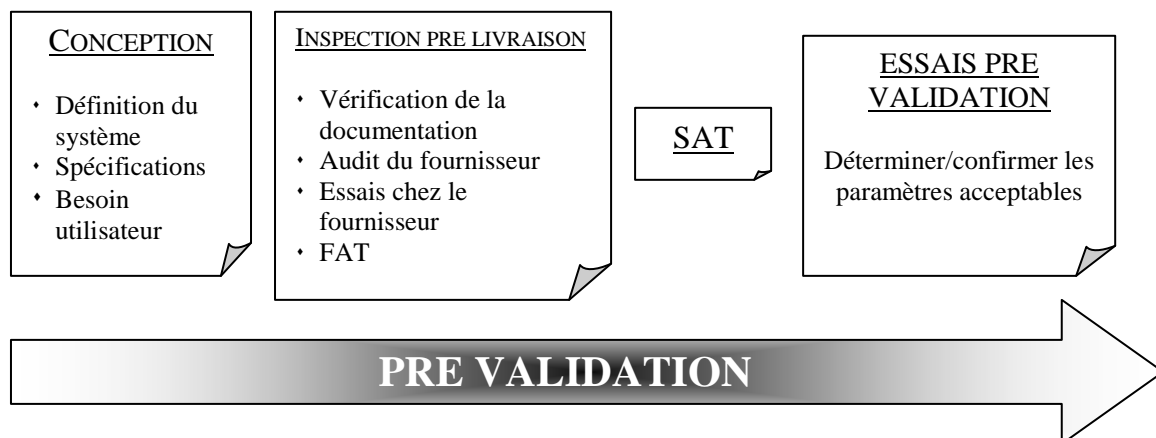 CONCEPTION
· Définition du
système
· Spécifications
· Besoin
utilisateur
INSPECTION PRE LIVRAISON
· Vérification de la
documentation
· Audit du fournisseur
· Essais chez le
fournisseur
· FAT
SAT
ESSAIS PRE
VALIDATION
Déterminer/confirmer les
paramètres acceptables
PRE VALIDATION